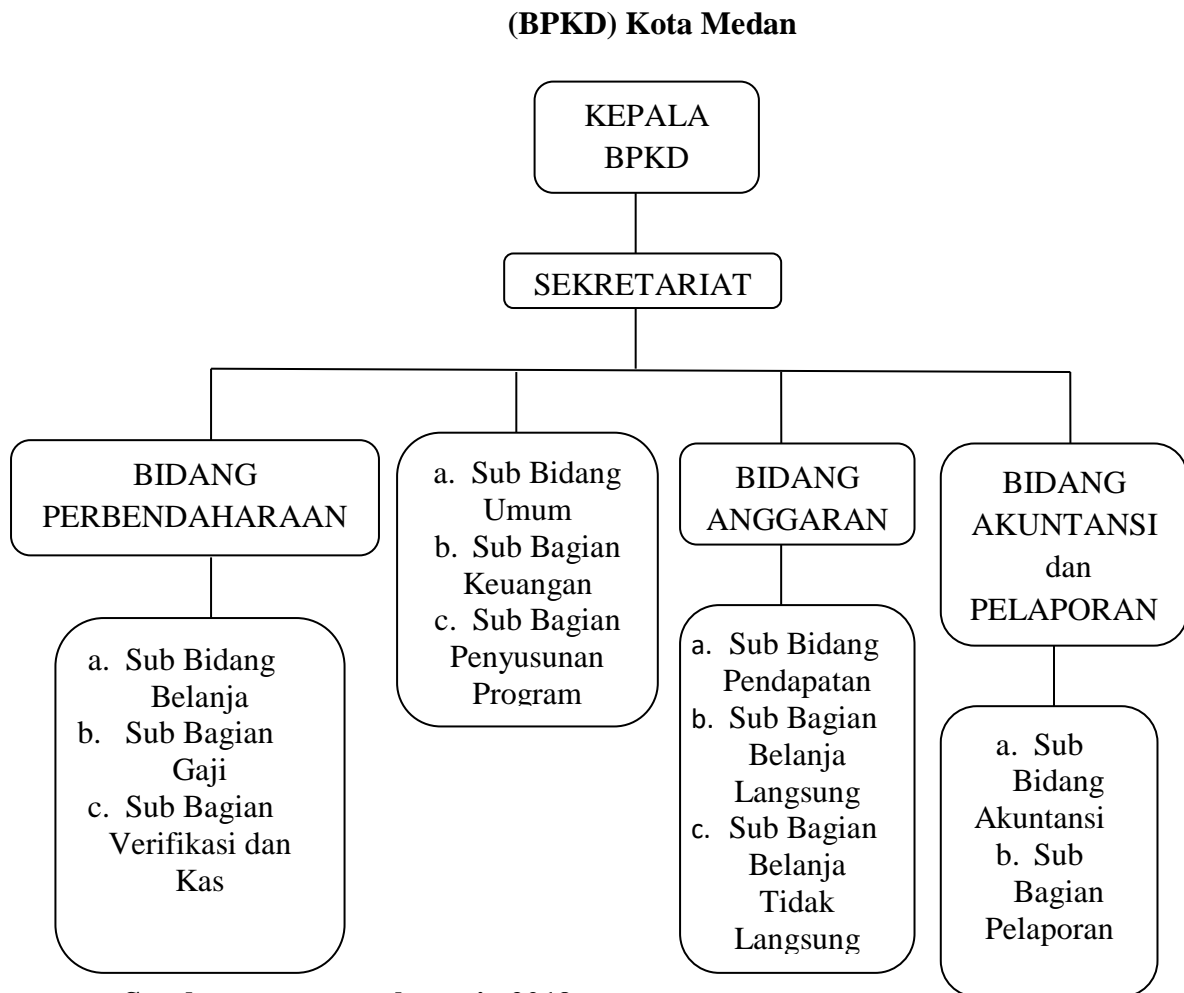 (BPKD) Kota Medan
KEPALA
BPKD
SEKRETARIAT
BIDANG
PERBENDAHARAAN
a. Sub Bidang
Belanja
b. Sub Bagian
Gaji
c. Sub Bagian
Verifikasi dan
Kas
a. Sub Bidang
Umum
b. Sub Bagian
Keuangan
c. Sub Bagian
Penyusunan
Program
BIDANG
ANGGARAN
a. Sub Bidang
Pendapatan
b. Sub Bagian
Belanja
Langsung
c. Sub Bagian
Belanja
Tidak
Langsung
BIDANG
AKUNTANSI
dan
PELAPORAN
a. Sub
Bidang
Akuntansi
b. Sub
Bagian
Pelaporan